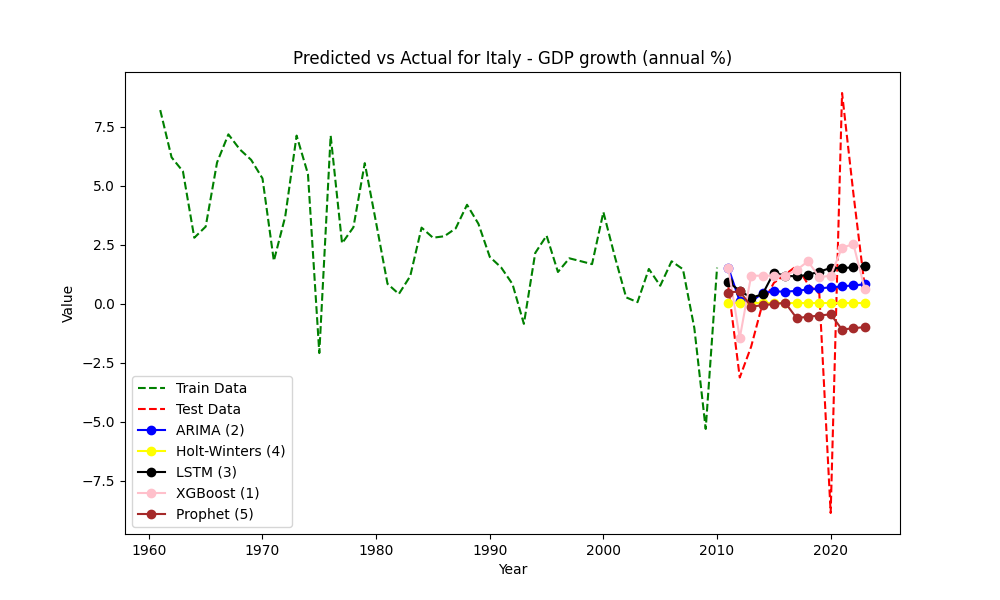 Predicted vs Actual for Italy - GDP growth (annual %)
Value
7.5
5.0
2.5
0.0
−2.5
−5.0
−7.5
Train Data
Test Data
ARIMA (2)
Holt-Winters (4)
LSTM (3)
XGBoost (1)
Prophet (5)
1960 1970 1980 1990 2000 2010 2020
Year